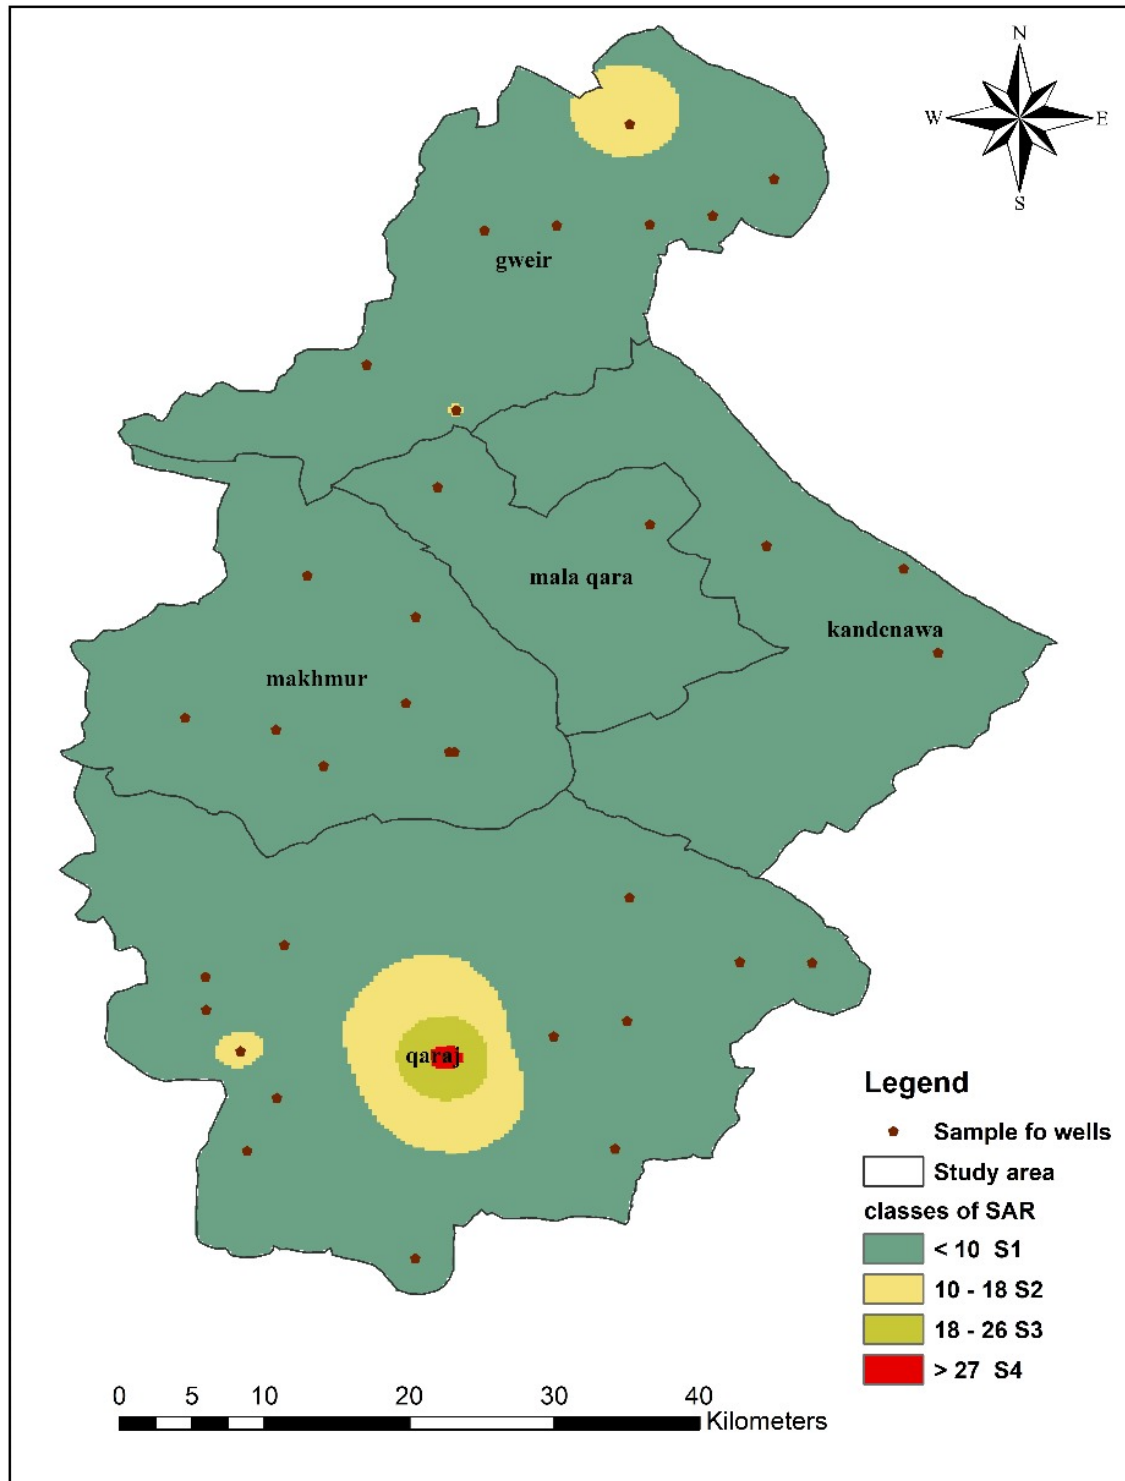 N
W E
S
gweir
mala qara
kandcnawa
makhmur
qaraj
Legend
Sample fo wells
Study area
classes of SAR
< 10 S1
10 - 18 S2
18 - 26 S3
> 27 S4
0 5 10 20 30 40
Kilometers